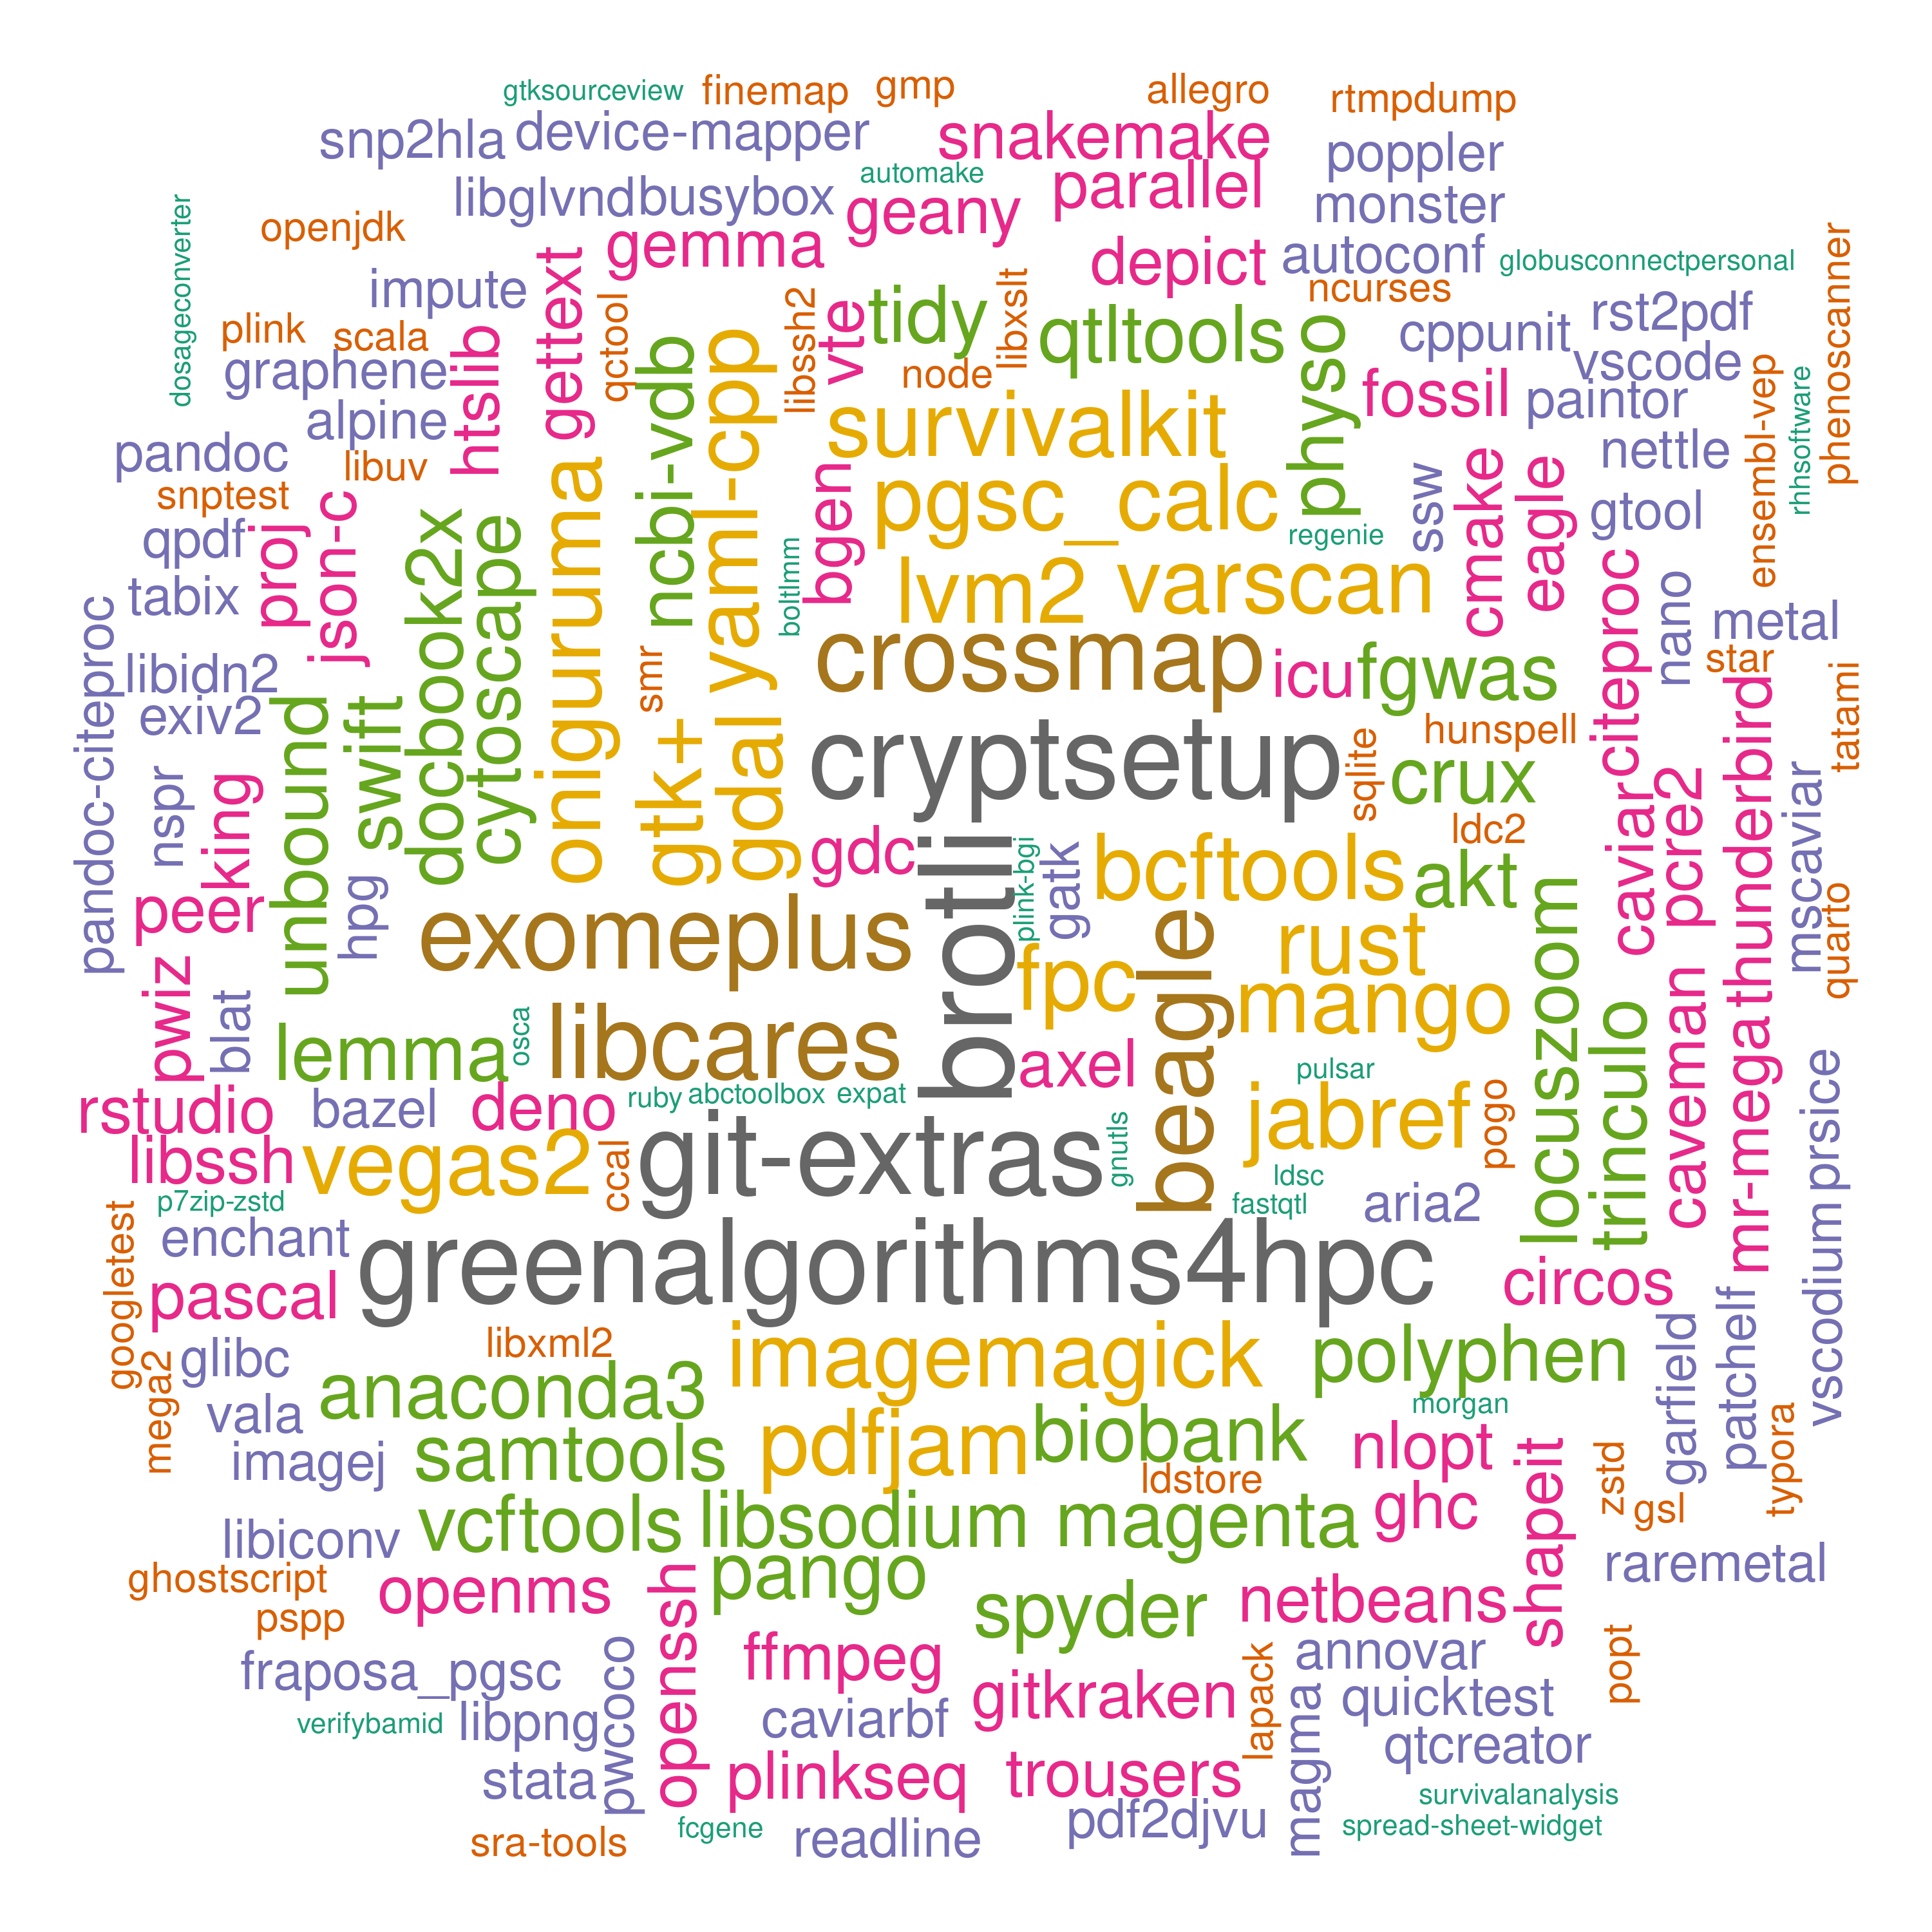 gtksourceview
finemap
gmp
allegro
rtmpdump
snp2hla
device-mapper
snakemake
poppler
automake
parallel
monster
libglvnd
busybox
geany
openjdk
gemma
depict
autoconf
globusconnectpersonal
dosageconverter
impute
gettext
qctool
libssh2
vte
tidy
libxslt
qtltools
ncurses
physo
cppunit
rst2pdf
phenoscanner
plink
scala
graphene
htslib
ncbi-vdb
yaml-cpp
node
vscode
fossil
paintor
ensembl-vep
rhhsoftware
alpine
survivalkit
pandoc
libuv
snptest
bgen
pgsc_calc
ssw
cmake
eagle
nettle
gtool
qpdf
proj
json-c
docbook2x
cytoscape
oniguruma
boltlmm
regenie
tabix
lvm2
varscan
citeproc
nano
metal
pandoc-citeproc
libidn2
smr
crossmap
icu
fgwas
star
tatami
exiv2
unbound
swift
gtk+
gdal
cryptsetup
sqlite
hunspell
thunderbird
nspr
king
crux
caviar
pcre2
mscaviar
gdc
brotli
plink-bgi
gatk
bcftools
akt
ldc2
peer
hpg
exomeplus
beagle
rust
locuszoom
quarto
pwiz
blat
fpc
mango
trinculo
caveman
mr-mega
lemma
osca
libcares
axel
pulsar
prsice
rstudio
bazel
deno
ruby
abctoolbox
expat
jabref
pogo
libssh
vegas2
ccal
git-extras
gnutls
ldsc
p7zip-zstd
fastqtl
aria2
googletest
enchant
greenalgorithms4hpc
vscodium
pascal
circos
mega2
glibc
libxml2
imagemagick
polyphen
garfield
patchelf
vala
anaconda3
morgan
typora
imagej
samtools
pdfjam
biobank
nlopt
shapeit
zstd
ldstore
gsl
libiconv
vcftools
libsodium
magenta
ghc
ghostscript
openms
openssh
pango
spyder
netbeans
raremetal
pspp
fraposa_pgsc
pwcoco
ffmpeg
gitkraken
lapack
annovar
popt
verifybamid
libpng
caviarbf
magma
quicktest
qtcreator
stata
plinkseq
trousers
survivalanalysis
sra-tools
fcgene
readline
pdf2djvu
spread-sheet-widget